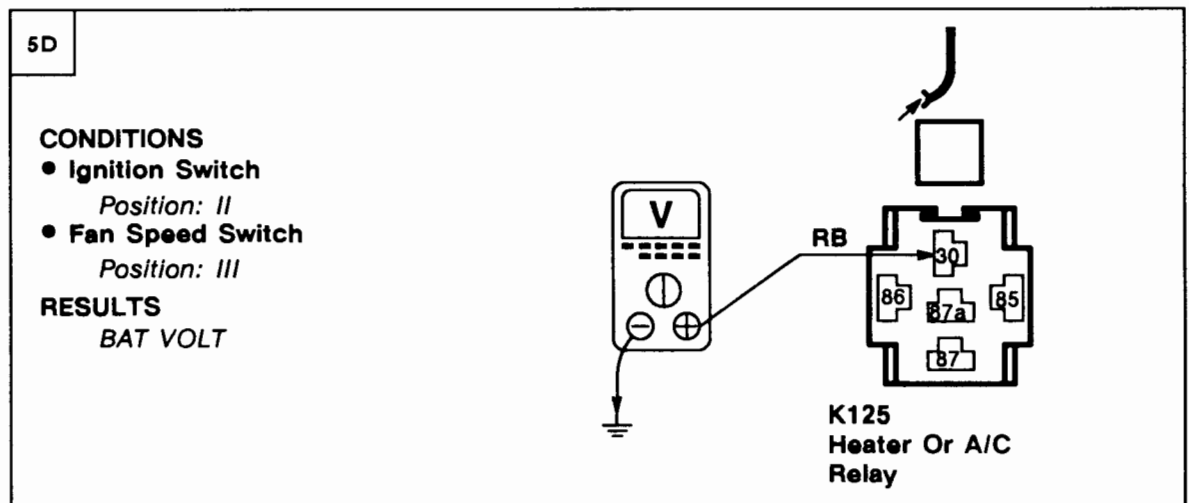 5D
CONDITIONS
• Ignition Switch
Position: II
• Fan Speed Switch
Position: III
RESULTS
BAT VOLT
V
RB
30
86
87a
85
87
K125
Heater Or A/C
Relay